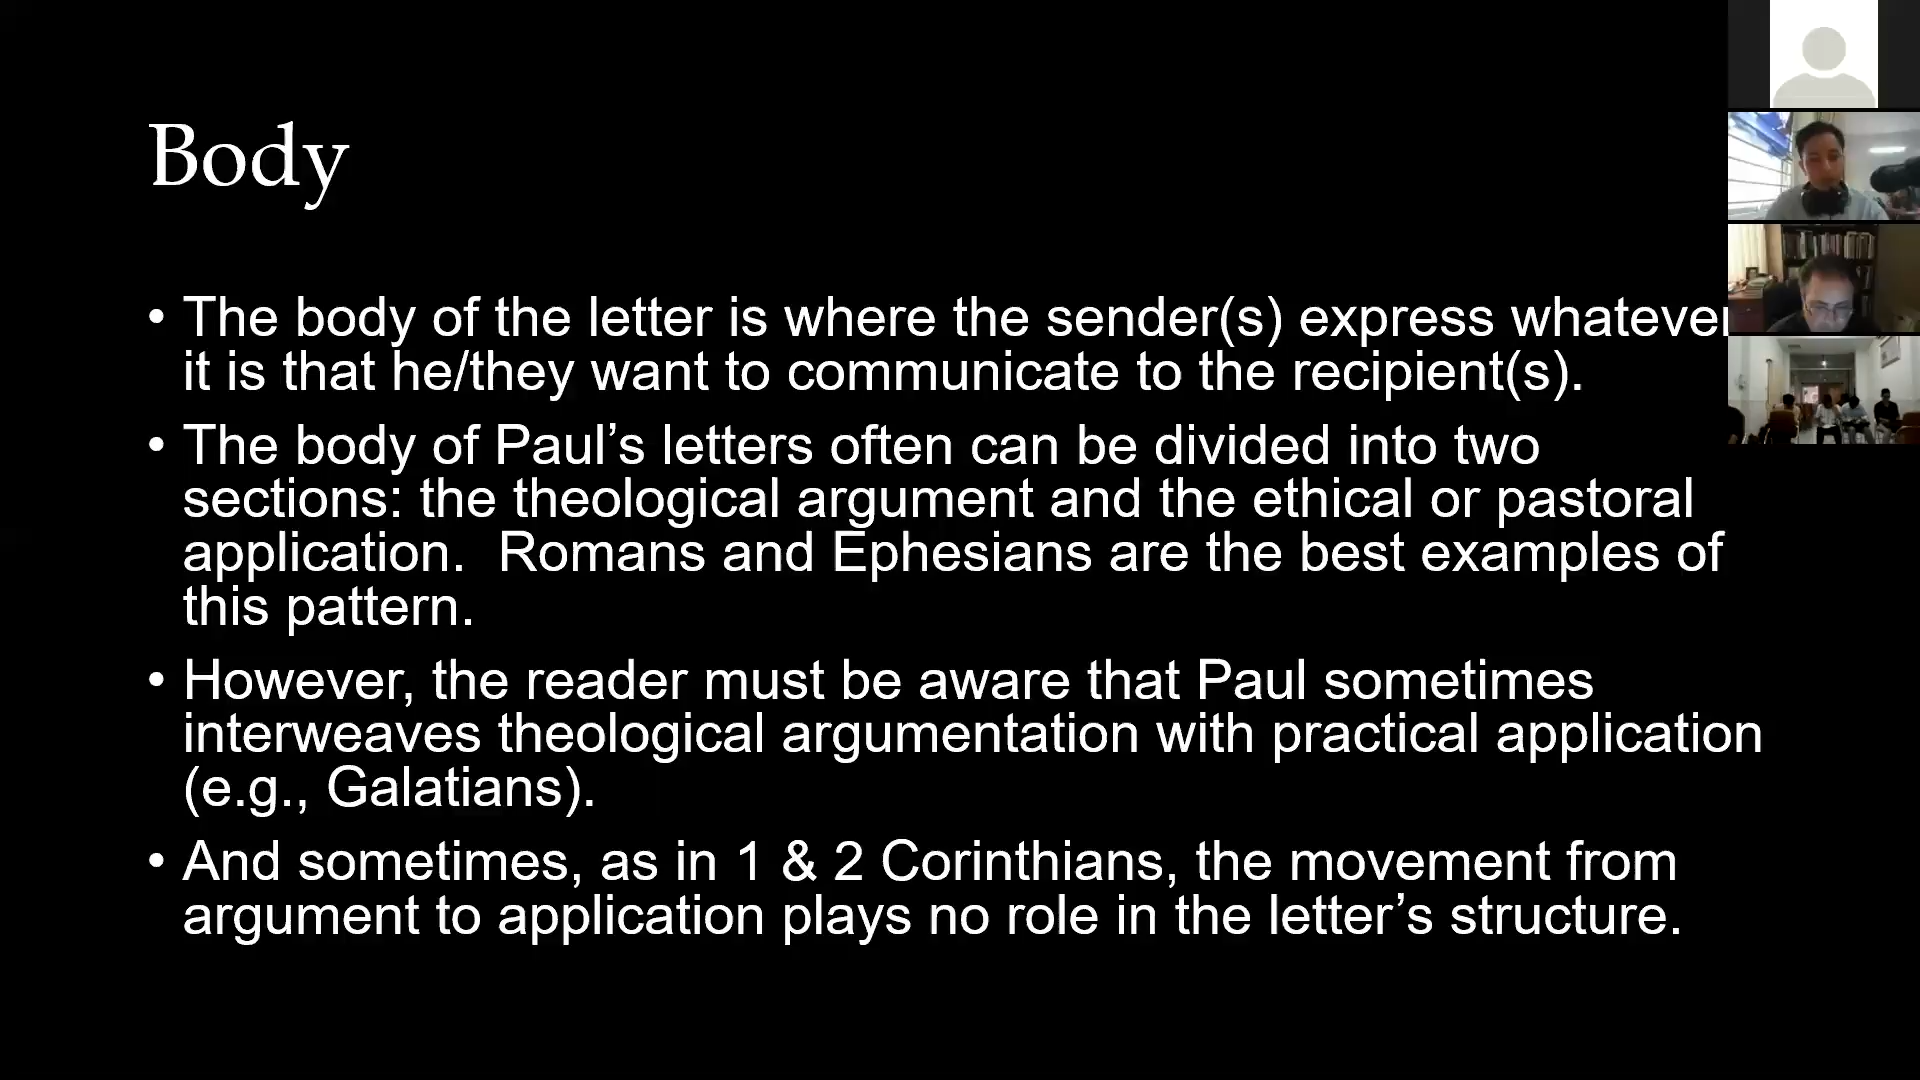 Body
• The body of the letter is where the sender(s) express whatever
it is that he/they want to communicate to the recipient(s).
• The body of Paul’s letters often can be divided into two
sections: the theological argument and the ethical or pastoral
application.  Romans and Ephesians are the best examples of
this pattern.
• However, the reader must be aware that Paul sometimes
interweaves theological argumentation with practical application
(e.g., Galatians).
• And sometimes, as in 1 & 2 Corinthians, the movement from
argument to application plays no role in the letter’s structure.